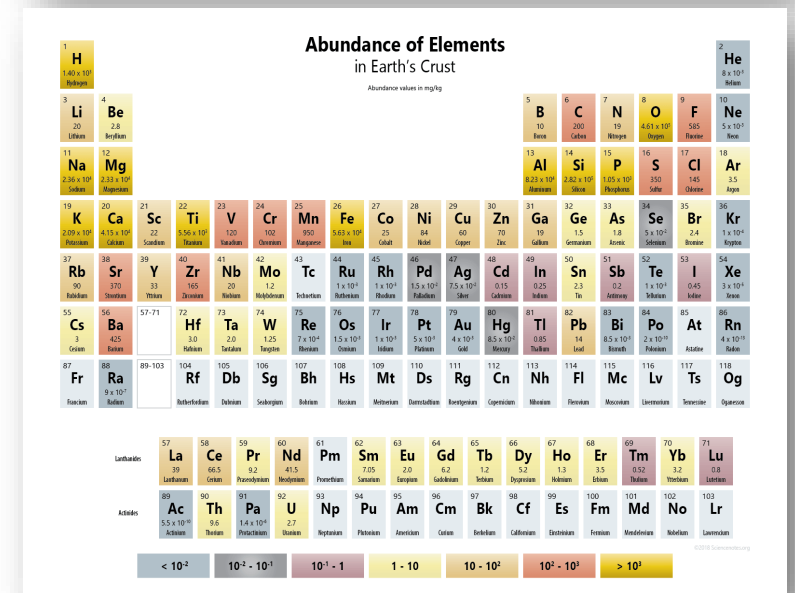 Abundance of Elements
in Earth's Crust
Abundance values in mg/kg
1 2
H He
1.40 x 10³ 8 x 10⁻³
Hydrogen Helium
3 4 5 6 7 8 9 10
Li Be B C N O F Ne
20 2.8 10 200 19 4.61 x 10⁵ 585 5 x 10⁻³
Lithium Beryllium Boron Carbon Nitrogen Oxygen Fluorine Neon
11 12 13 14 15 16 17 18
Na Mg Al Si P S Cl Ar
2.36 x 10⁴ 2.33 x 10⁴ 8.23 x 10⁴ 2.82 x 10⁵ 1.05 x 10³ 350 145 3.5
Sodium Magnesium Aluminum Silicon Phosphorus Sulfur Chlorine Argon
19 20 21 22 23 24 25 26 27 28 29 30 31 32 33 34 35 36
K Ca Sc Ti V Cr Mn Fe Co Ni Cu Zn Ga Ge As Se Br Kr
2.09 x 10⁴ 4.15 x 10⁴ 22 5.56 x 10³ 120 102 950 5.63 x 10⁴ 25 84 60 70 19 1.5 1.8 5 x 10⁻² 2.4 1 x 10⁻⁴
Potassium Calcium Scandium Titanium Vanadium Chromium Manganese Iron Cobalt Nickel Copper Zinc Gallium Germanium Arsenic Selenium Bromine Krypton
37 38 39 40 41 42 43 44 45 46 47 48 49 50 51 52 53 54
Rb Sr Y Zr Nb Mo Tc Ru Rh Pd Ag Cd In Sn Sb Te I Xe
90 370 33 165 20 1.2 1 x 10⁻³ 1 x 10⁻³ 1.5 x 10⁻² 7.5 x 10⁻² 0.15 0.25 2.3 0.2 1 x 10⁻³ 0.45 3 x 10⁻⁵
Rubidium Strontium Yttrium Zirconium Niobium Molybdenum Technetium Ruthenium Rhodium Palladium Silver Cadmium Indium Tin Antimony Tellurium Iodine Xenon
55 56 57-71 72 73 74 75 76 77 78 79 80 81 82 83 84 85 86
Cs Ba Hf Ta W Re Os Ir Pt Au Hg Tl Pb Bi Po At Rn
3 425 3.0 2.0 1.25 7 x 10⁻⁴ 1.5 x 10⁻³ 1 x 10⁻³ 5 x 10⁻³ 4 x 10⁻³ 8.5 x 10⁻² 0.85 14 8.5 x 10⁻³ 2 x 10⁻¹⁰ 4 x 10⁻¹³
Cesium Barium Hafnium Tantalum Tungsten Rhenium Osmium Iridium Platinum Gold Mercury Thallium Lead Bismuth Polonium Astatine Radon
87 88 89-103 104 105 106 107 108 109 110 111 112 113 114 115 116 117 118
Fr Ra Rf Db Sg Bh Hs Mt Ds Rg Cn Nh Fl Mc Lv Ts Og
9 x 10⁻⁷
Francium Radium Rutherfordium Dubnium Seaborgium Bohrium Hassium Meitnerium Darmstadtium Roentgenium Copernicium Nihonium Flerovium Moscovium Livermorium Tennessine Oganesson
Lanthanides
57 58 59 60 61 62 63 64 65 66 67 68 69 70 71
La Ce Pr Nd Pm Sm Eu Gd Tb Dy Ho Er Tm Yb Lu
39 66.5 9.2 41.5 7.05 2.0 6.2 1.2 5.2 1.3 3.5 0.52 3.2 0.8
Lanthanum Cerium Praseodymium Neodymium Promethium Samarium Europium Gadolinium Terbium Dysprosium Holmium Erbium Thulium Ytterbium Lutetium
Actinides
89 90 91 92 93 94 95 96 97 98 99 100 101 102 103
Ac Th Pa U Np Pu Am Cm Bk Cf Es Fm Md No Lr
5.5 x 10⁻¹⁰ 9.6 1.4 x 10⁻⁶ 2.7
Actinium Thorium Protactinium Uranium Neptunium Plutonium Americium Curium Berkelium Californium Einsteinium Fermium Mendelevium Nobelium Lawrencium
< 10⁻² 10⁻² - 10⁻¹ 10⁻¹ - 1 1 - 10 10 - 10² 10² - 10³ > 10³